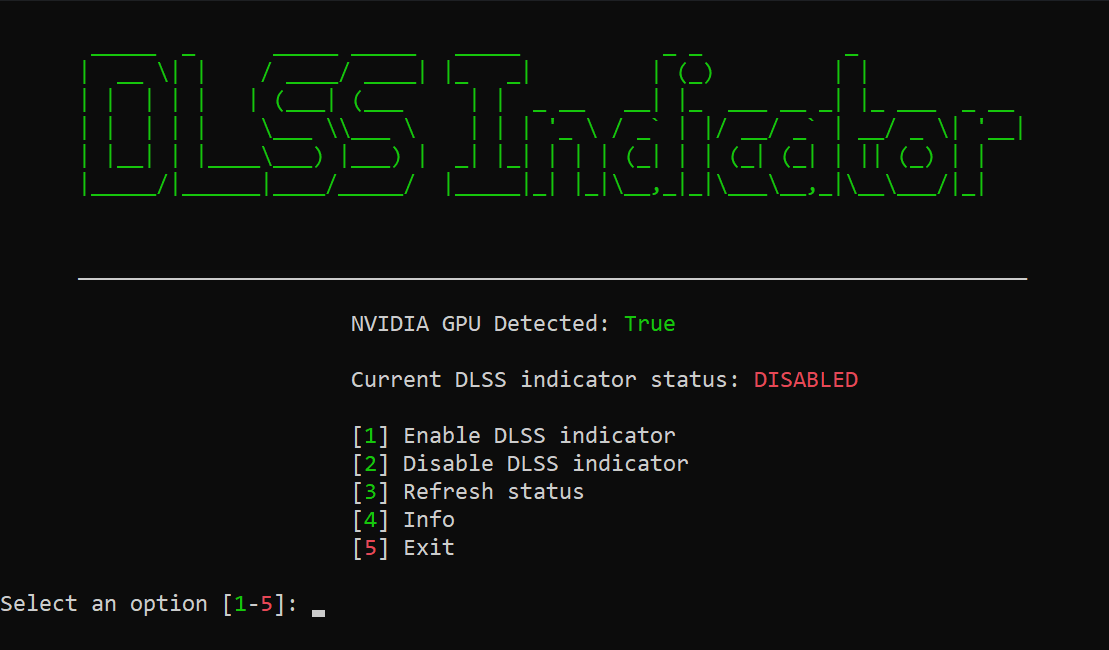 DLSS Indicator
NVIDIA GPU Detected: True
Current DLSS indicator status: DISABLED
[1] Enable DLSS indicator
[2] Disable DLSS indicator
[3] Refresh status
[4] Info
[5] Exit
Select an option [1-5]: